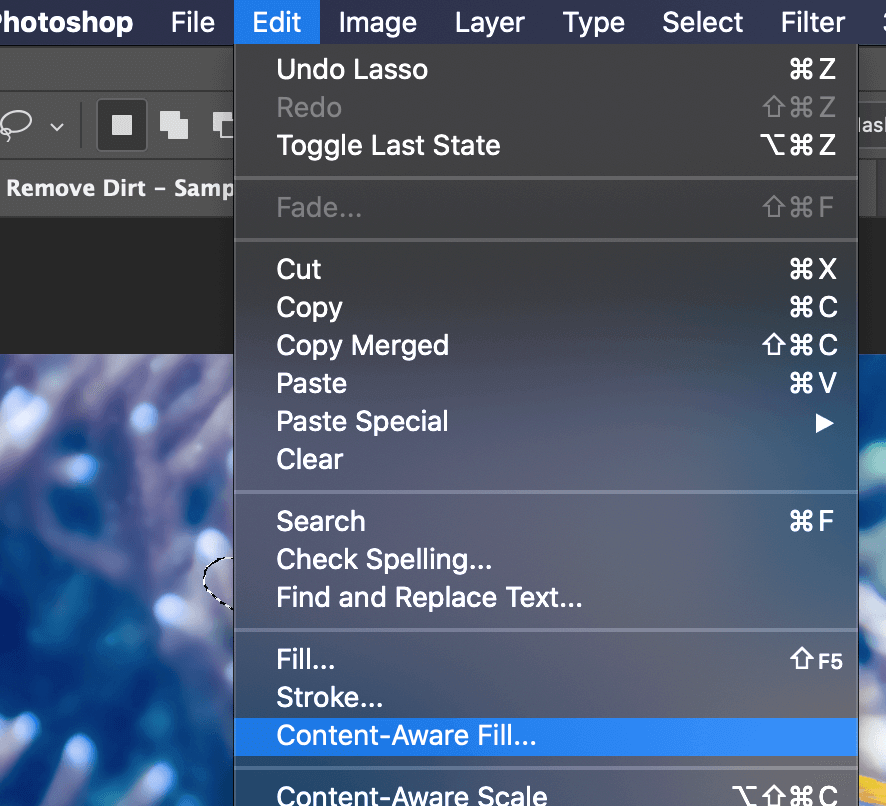 Photoshop File Edit Image Layer Type Select Filter
Undo Lasso ⌘Z
Redo ⇧⌘Z
Toggle Last State ⌥⌘Z
Remove Dirt – Samp
Fade... ⇧⌘F
Cut ⌘X
Copy ⌘C
Copy Merged ⇧⌘C
Paste ⌘V
Paste Special ▶
Clear
Search ⌘F
Check Spelling...
Find and Replace Text...
Fill... ⇧F5
Stroke...
Content-Aware Fill...
Content-Aware Scale ⌥⇧⌘C